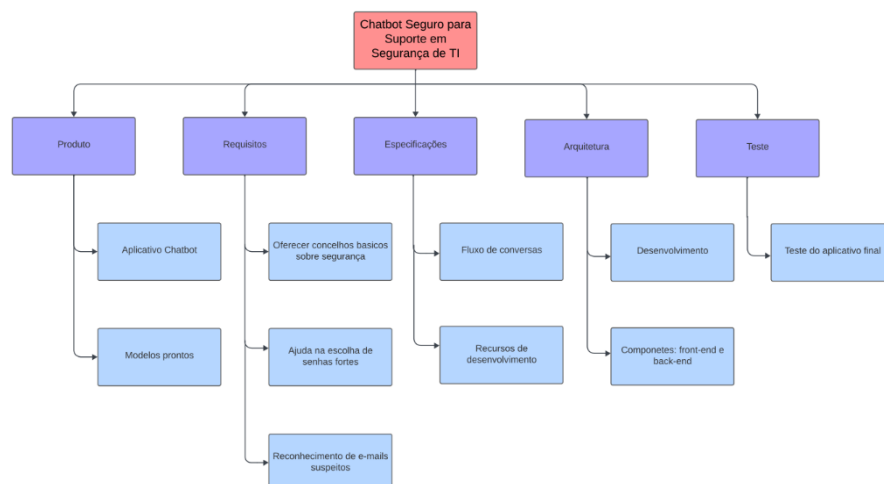 Chatbot Seguro para
Suporte em
Segurança de TI
Produto
Requisitos
Especificações
Arquitetura
Teste
Aplicativo Chatbot
Oferecer concelhos basicos
sobre segurança
Fluxo de conversas
Desenvolvimento
Teste do aplicativo final
Modelos prontos
Ajuda na escolha de
senhas fortes
Recursos de
desenvolvimento
Componetes: front-end e
back-end
Reconhecimento de e-mails
suspeitos